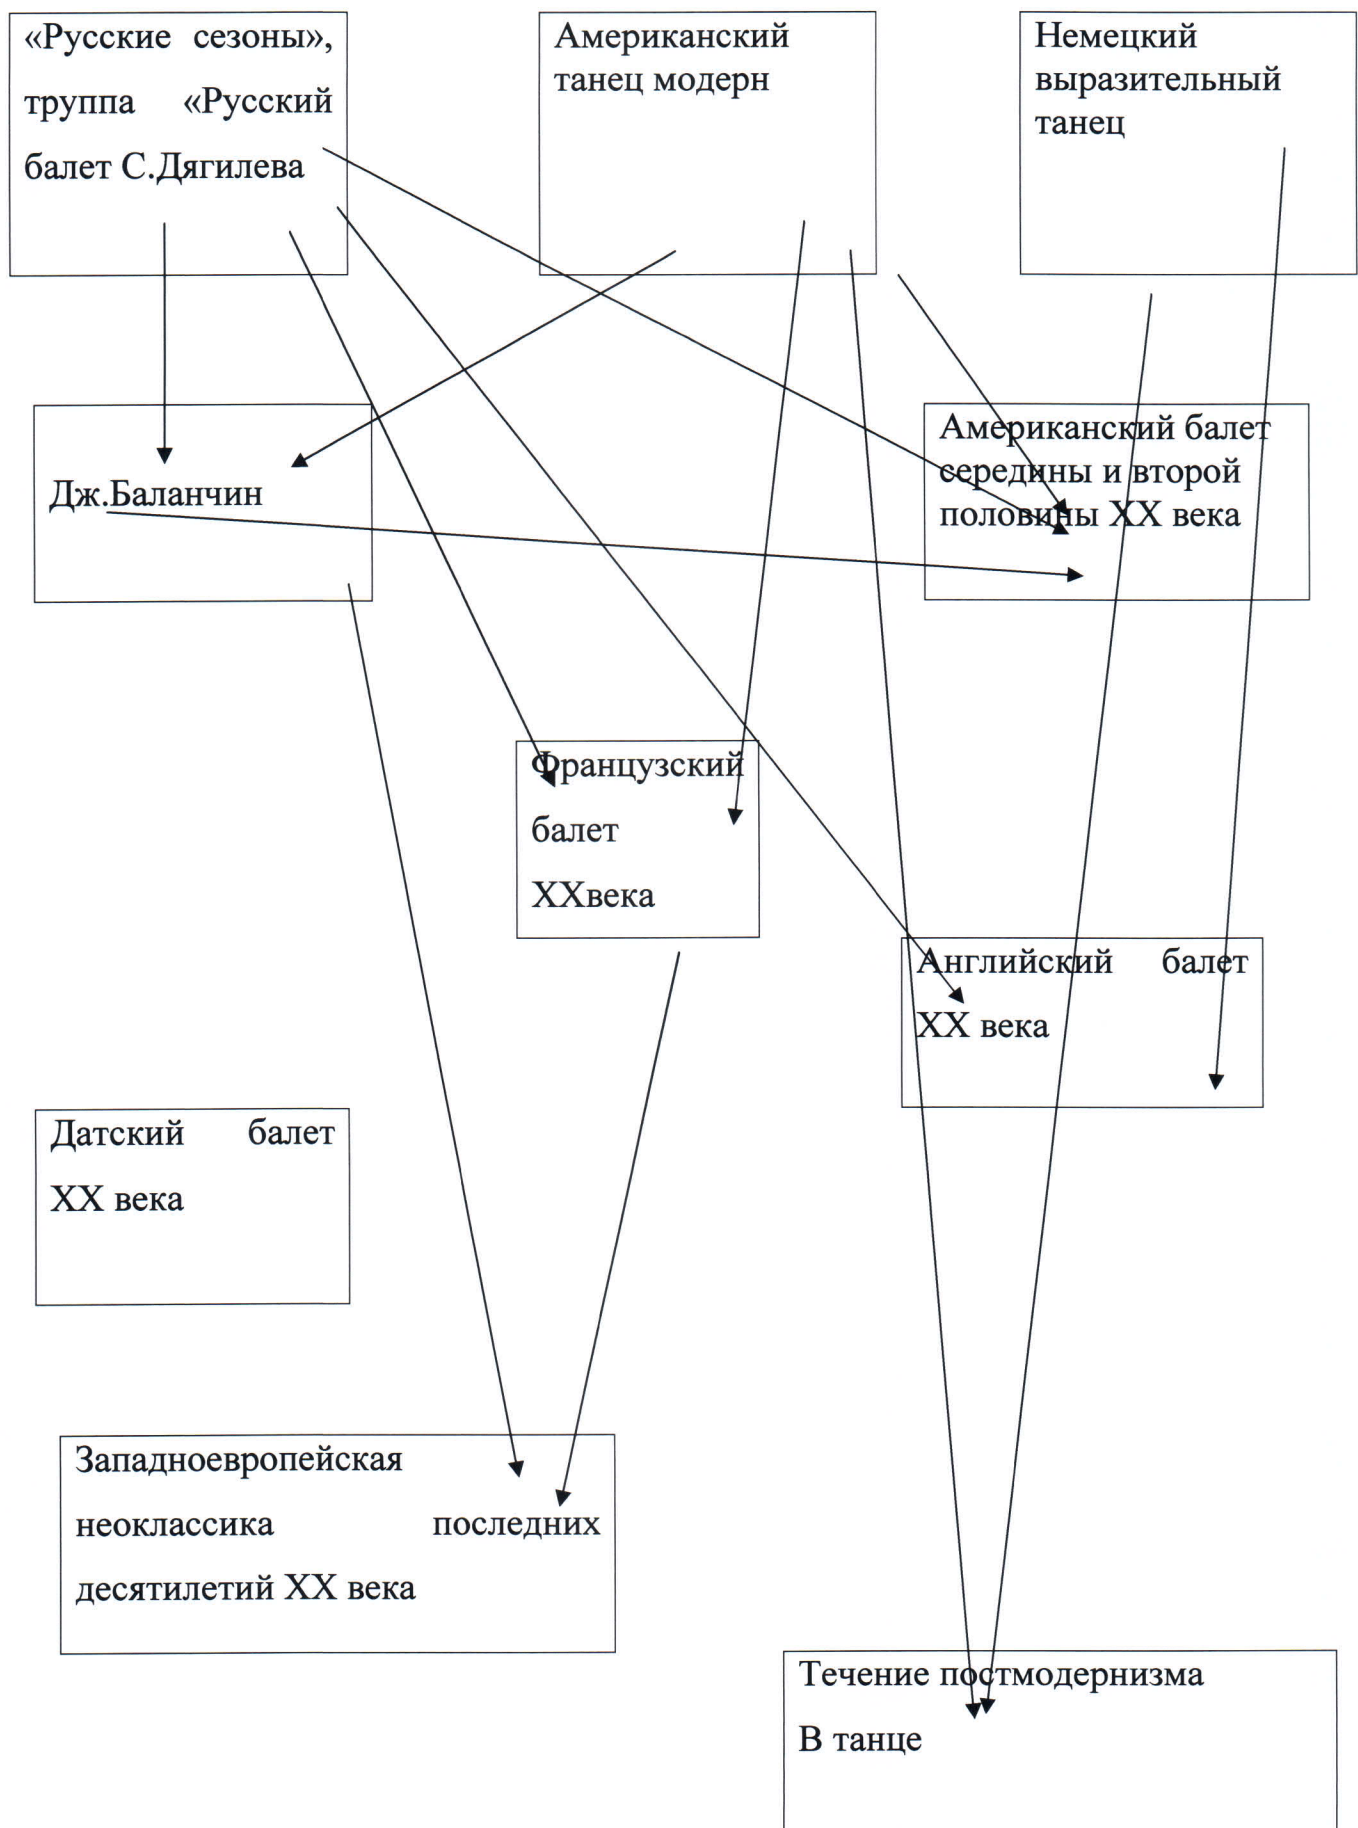 «Русские сезоны»,
труппа «Русский
балет С.Дягилева
Американский
танец модерн
Немецкий
выразительный
танец
Дж.Баланчин
Американский балет
середины и второй
половины XX века
Французский
балет
XXвека
Английский балет
XX века
Датский балет
XX века
Западноевропейская
неоклассика последних
десятилетий XX века
Течение постмодернизма
В танце